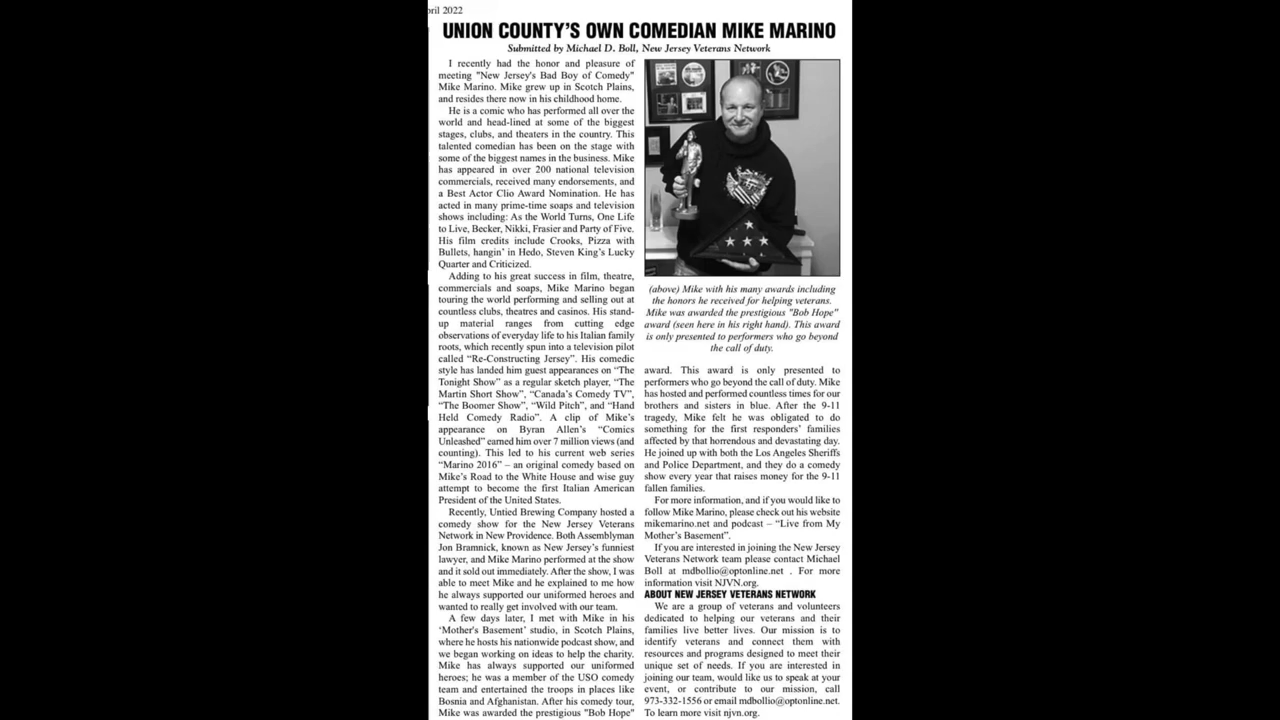 pril 2022
UNION COUNTY'S OWN COMEDIAN MIKE MARINO
Submitted by Michael D. Boll, New Jersey Veterans Network
I recently had the honor and pleasure of
meeting "New Jersey's Bad Boy of Comedy"
Mike Marino. Mike grew up in Scotch Plains,
and resides there now in his childhood home.
He is a comic who has performed all over the
world and head-lined at some of the biggest
stages, clubs, and theaters in the country. This
talented comedian has been on the stage with
some of the biggest names in the business. Mike
has appeared in over 200 national television
commercials, received many endorsements, and
a Best Actor Clio Award Nomination. He has
acted in many prime-time soaps and television
shows including: As the World Turns, One Life
to Live, Becker, Nikki, Frasier and Party of Five.
His film credits include Crooks, Pizza with
Bullets, hangin' in Hedo, Steven King's Lucky
Quarter and Criticized.
Adding to his great success in film, theatre,
commercials and soaps, Mike Marino began
touring the world performing and selling out at
countless clubs, theatres and casinos. His stand-
up material ranges from cutting edge
observations of everyday life to his Italian family
roots, which recently spun into a television pilot
called "Re-Constructing Jersey". His comedic
style has landed him guest appearances on "The
Tonight Show" as a regular sketch player, "The
Martin Short Show", "Canada's Comedy TV",
"The Boomer Show", "Wild Pitch", and "Hand
Held Comedy Radio". A clip of Mike's
appearance on Byran Allen's "Comics
Unleashed" earned him over 7 million views (and
counting). This led to his current web series
"Marino 2016" – an original comedy based on
Mike's Road to the White House and wise guy
attempt to become the first Italian American
President of the United States.
Recently, Untied Brewing Company hosted a
comedy show for the New Jersey Veterans
Network in New Providence. Both Assemblyman
Jon Bramnick, known as New Jersey's funniest
lawyer, and Mike Marino performed at the show
and it sold out immediately. After the show, I was
able to meet Mike and he explained to me how
he always supported our uniformed heroes and
wanted to really get involved with our team.
A few days later, I met with Mike in his
'Mother's Basement' studio, in Scotch Plains,
where he hosts his nationwide podcast show, and
we began working on ideas to help the charity.
Mike has always supported our uniformed
heroes; he was a member of the USO comedy
team and entertained the troops in places like
Bosnia and Afghanistan. After his comedy tour,
Mike was awarded the prestigious "Bob Hope"
(above) Mike with his many awards including
the honors he received for helping veterans.
Mike was awarded the prestigious "Bob Hope"
award (seen here in his right hand). This award
is only presented to performers who go beyond
the call of duty.
award. This award is only presented to
performers who go beyond the call of duty. Mike
has hosted and performed countless times for our
brothers and sisters in blue. After the 9-11
tragedy, Mike felt he was obligated to do
something for the first responders' families
affected by that horrendous and devastating day.
He joined up with both the Los Angeles Sheriffs
and Police Department, and they do a comedy
show every year that raises money for the 9-11
fallen families.
For more information, and if you would like to
follow Mike Marino, please check out his website
mikemarino.net and podcast – "Live from My
Mother's Basement".
If you are interested in joining the New Jersey
Veterans Network team please contact Michael
Boll at mdbollio@optonline.net . For more
information visit NJVN.org.
ABOUT NEW JERSEY VETERANS NETWORK
We are a group of veterans and volunteers
dedicated to helping our veterans and their
families live better lives. Our mission is to
identify veterans and connect them with
resources and programs designed to meet their
unique set of needs. If you are interested in
joining our team, would like us to speak at your
event, or contribute to our mission, call
973-332-1556 or email mdbollio@optonline.net.
To learn more visit njvn.org.